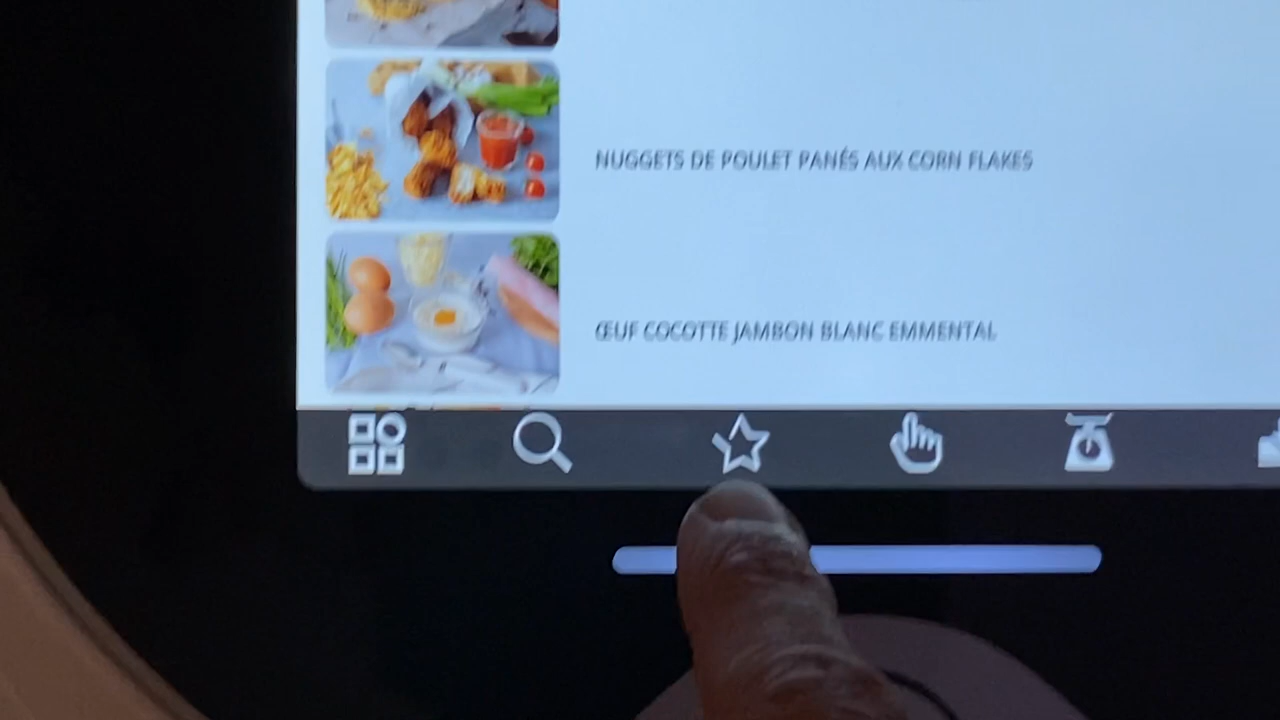 NUGGETS DE POULET PANÉS AUX CORN FLAKES
ŒUF COCOTTE JAMBON BLANC EMMENTAL